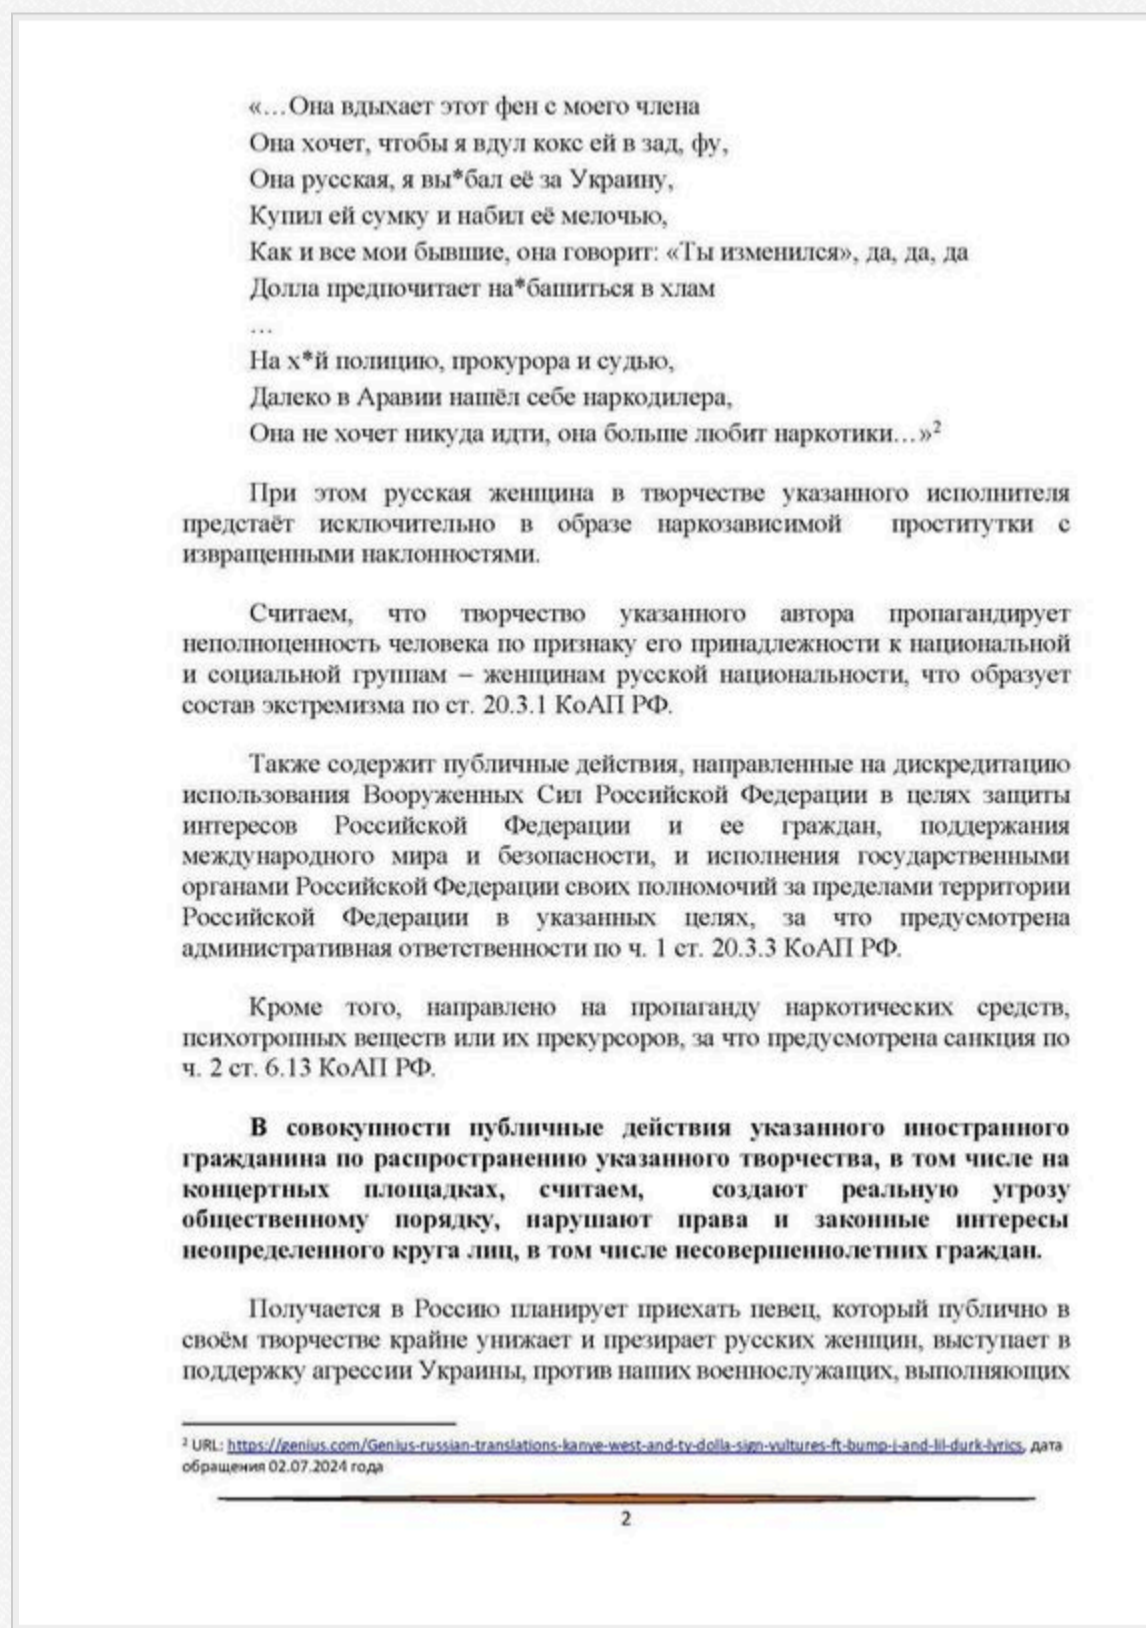 «…Она вдыхает этот фен с моего члена
Она хочет, чтобы я вдул кокс ей в зад, фу,
Она русская, я вы*бал её за Украину,
Купил ей сумку и набил её мелочью,
Как и все мои бывшие, она говорит: «Ты изменился», да, да, да
Долла предпочитает на*башиться в хлам
…
На х*й полицию, прокурора и судью,
Далеко в Аравии нашёл себе наркодилера,
Она не хочет никуда идти, она больше любит наркотики…»2
При этом русская женщина в творчестве указанного исполнителя
предстаёт исключительно в образе наркозависимой проститутки с
извращенными наклонностями.
Считаем, что творчество указанного автора пропагандирует
неполноценность человека по признаку его принадлежности к национальной
и социальной группам – женщинам русской национальности, что образует
состав экстремизма по ст. 20.3.1 КоАП РФ.
Также содержит публичные действия, направленные на дискредитацию
использования Вооруженных Сил Российской Федерации в целях защиты
интересов Российской Федерации и ее граждан, поддержания
международного мира и безопасности, и исполнения государственными
органами Российской Федерации своих полномочий за пределами территории
Российской Федерации в указанных целях, за что предусмотрена
административная ответственности по ч. 1 ст. 20.3.3 КоАП РФ.
Кроме того, направлено на пропаганду наркотических средств,
психотропных веществ или их прекурсоров, за что предусмотрена санкция по
ч. 2 ст. 6.13 КоАП РФ.
В совокупности публичные действия указанного иностранного
гражданина по распространению указанного творчества, в том числе на
концертных площадках, считаем, создают реальную угрозу
общественному порядку, нарушают права и законные интересы
неопределенного круга лиц, в том числе несовершеннолетних граждан.
Получается в Россию планирует приехать певец, который публично в
своём творчестве крайне унижает и презирает русских женщин, выступает в
поддержку агрессии Украины, против наших военнослужащих, выполняющих
2 URL: https://genius.com/Genius-russian-translations-kanye-west-and-ty-dolla-sign-vultures-ft-bump-j-and-lil-durk-lyrics, дата
обращения 02.07.2024 года
2